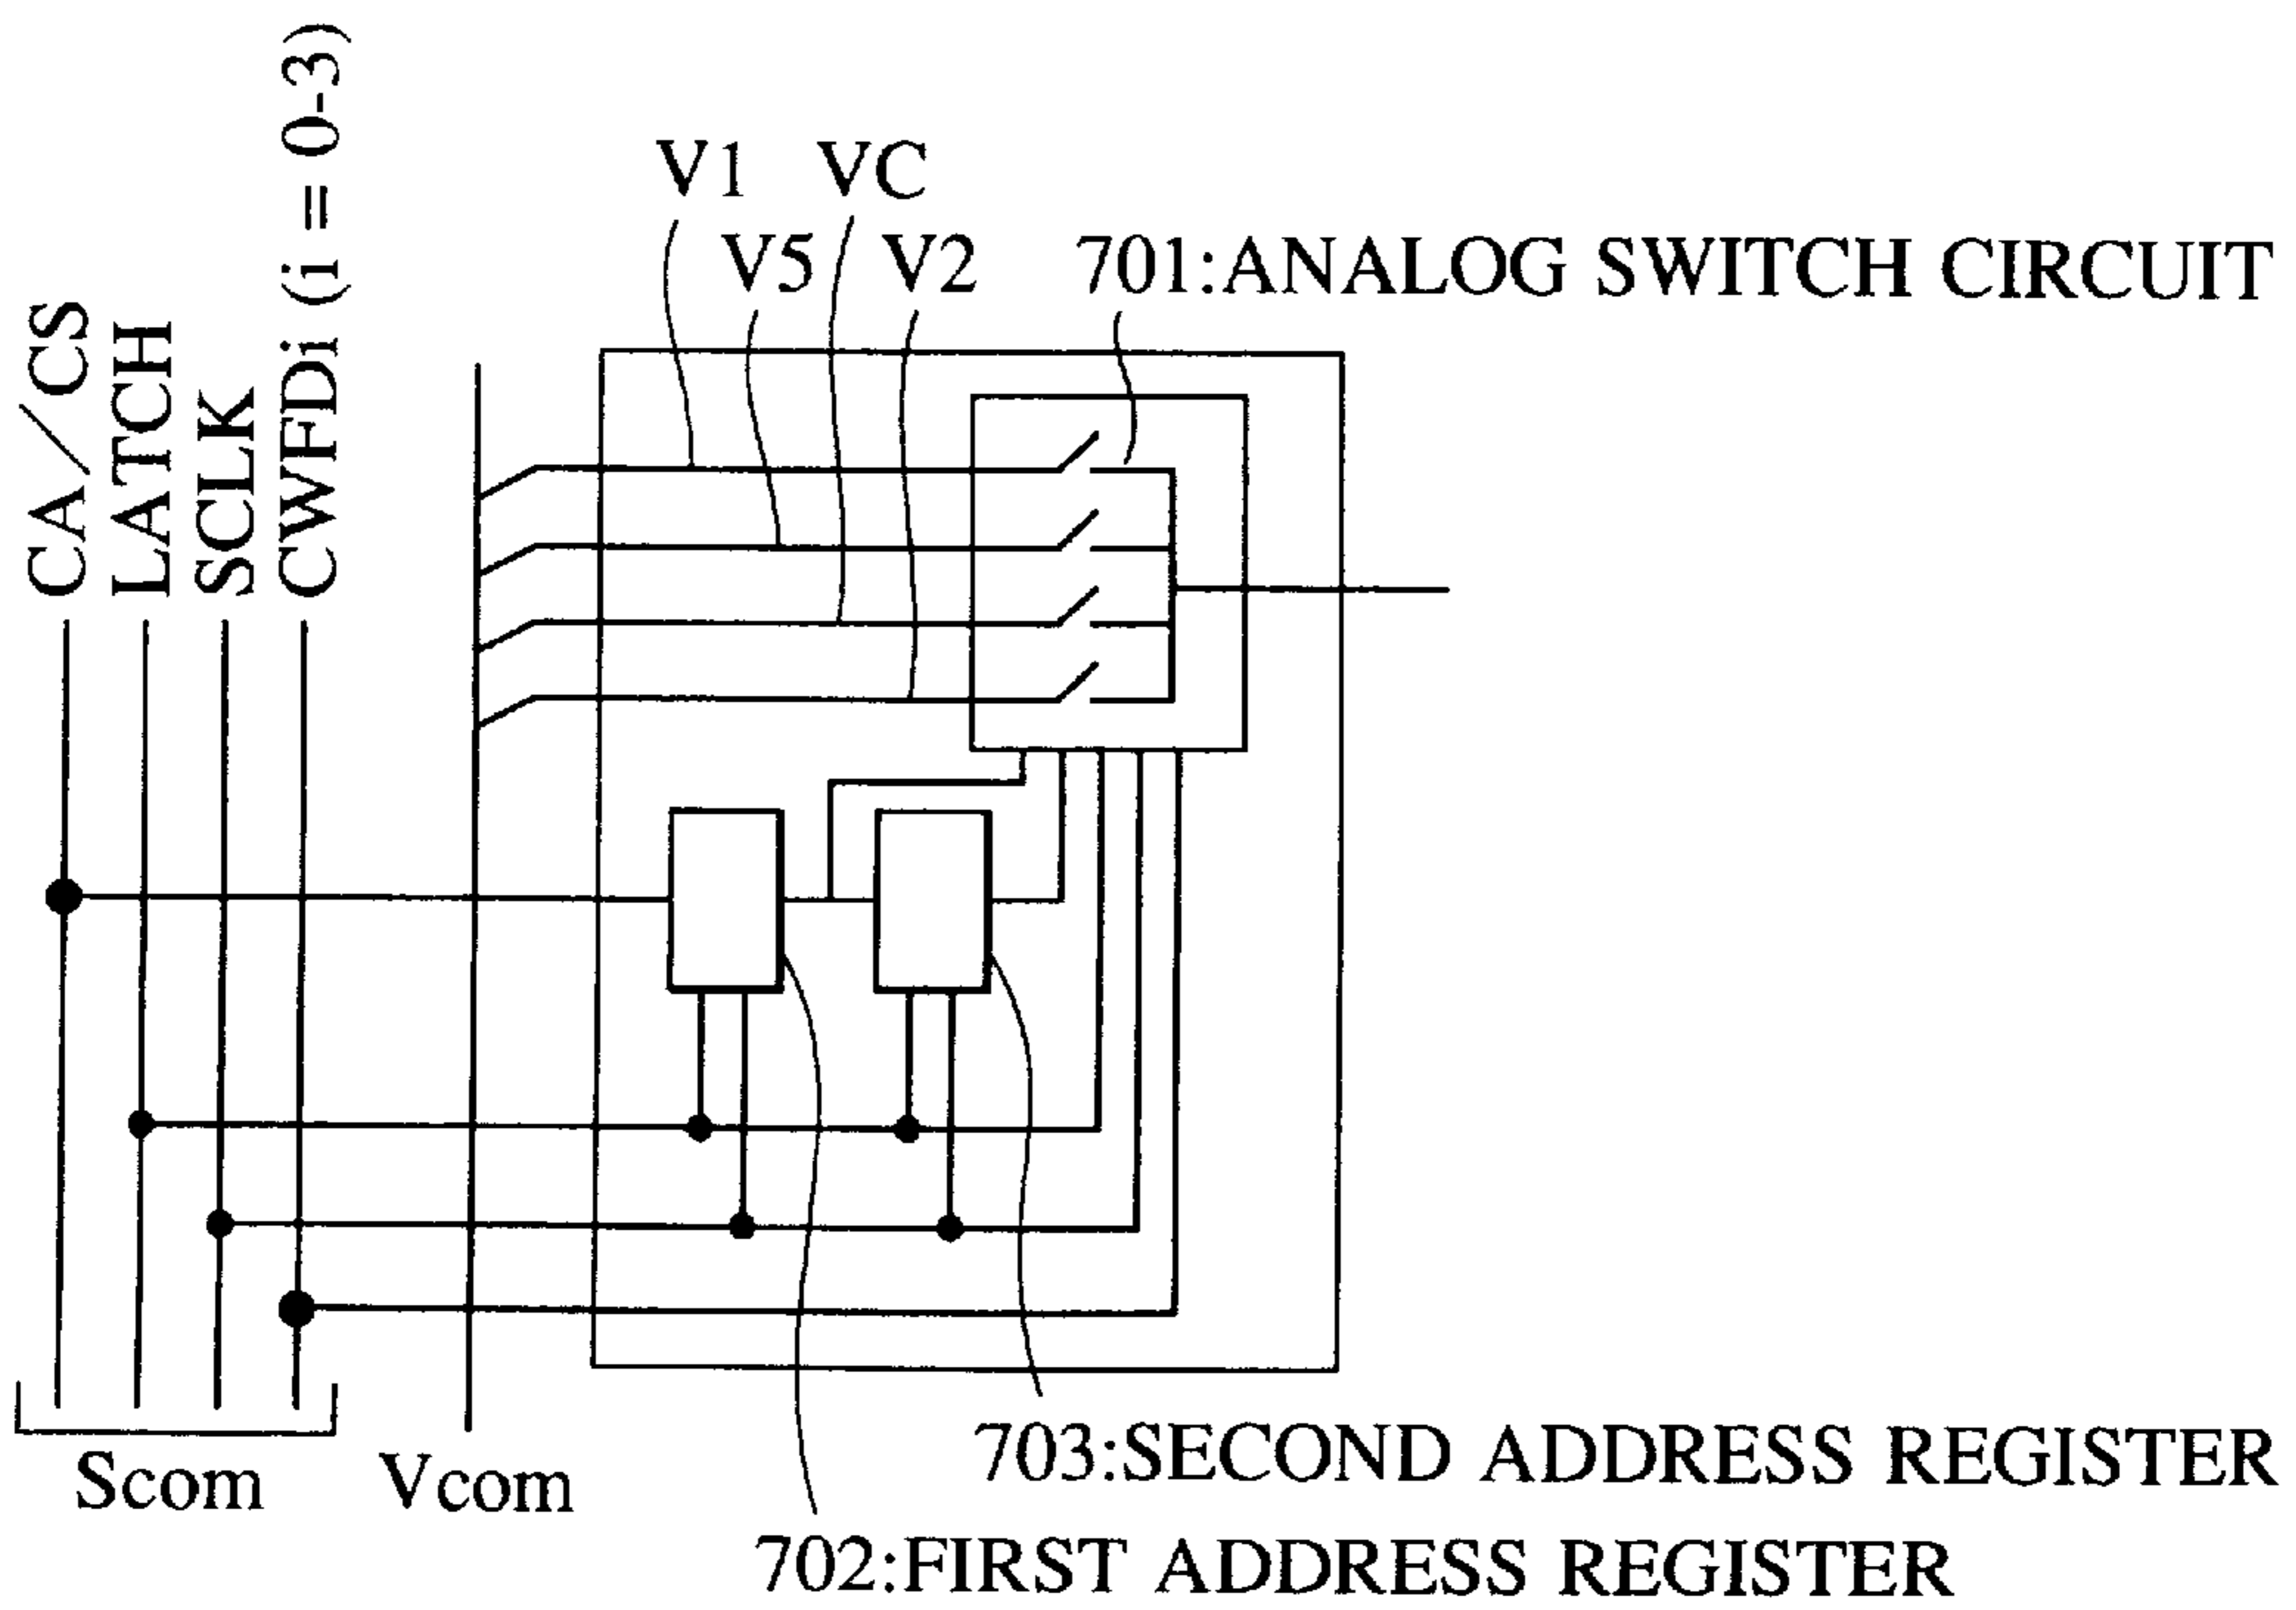 CA/CS
LATCH
SCLK
CWFDi (i = 0-3)
V1 VC
V5 V2
701:ANALOG SWITCH CIRCUIT
Scom
Vcom
703:SECOND ADDRESS REGISTER
702:FIRST ADDRESS REGISTER